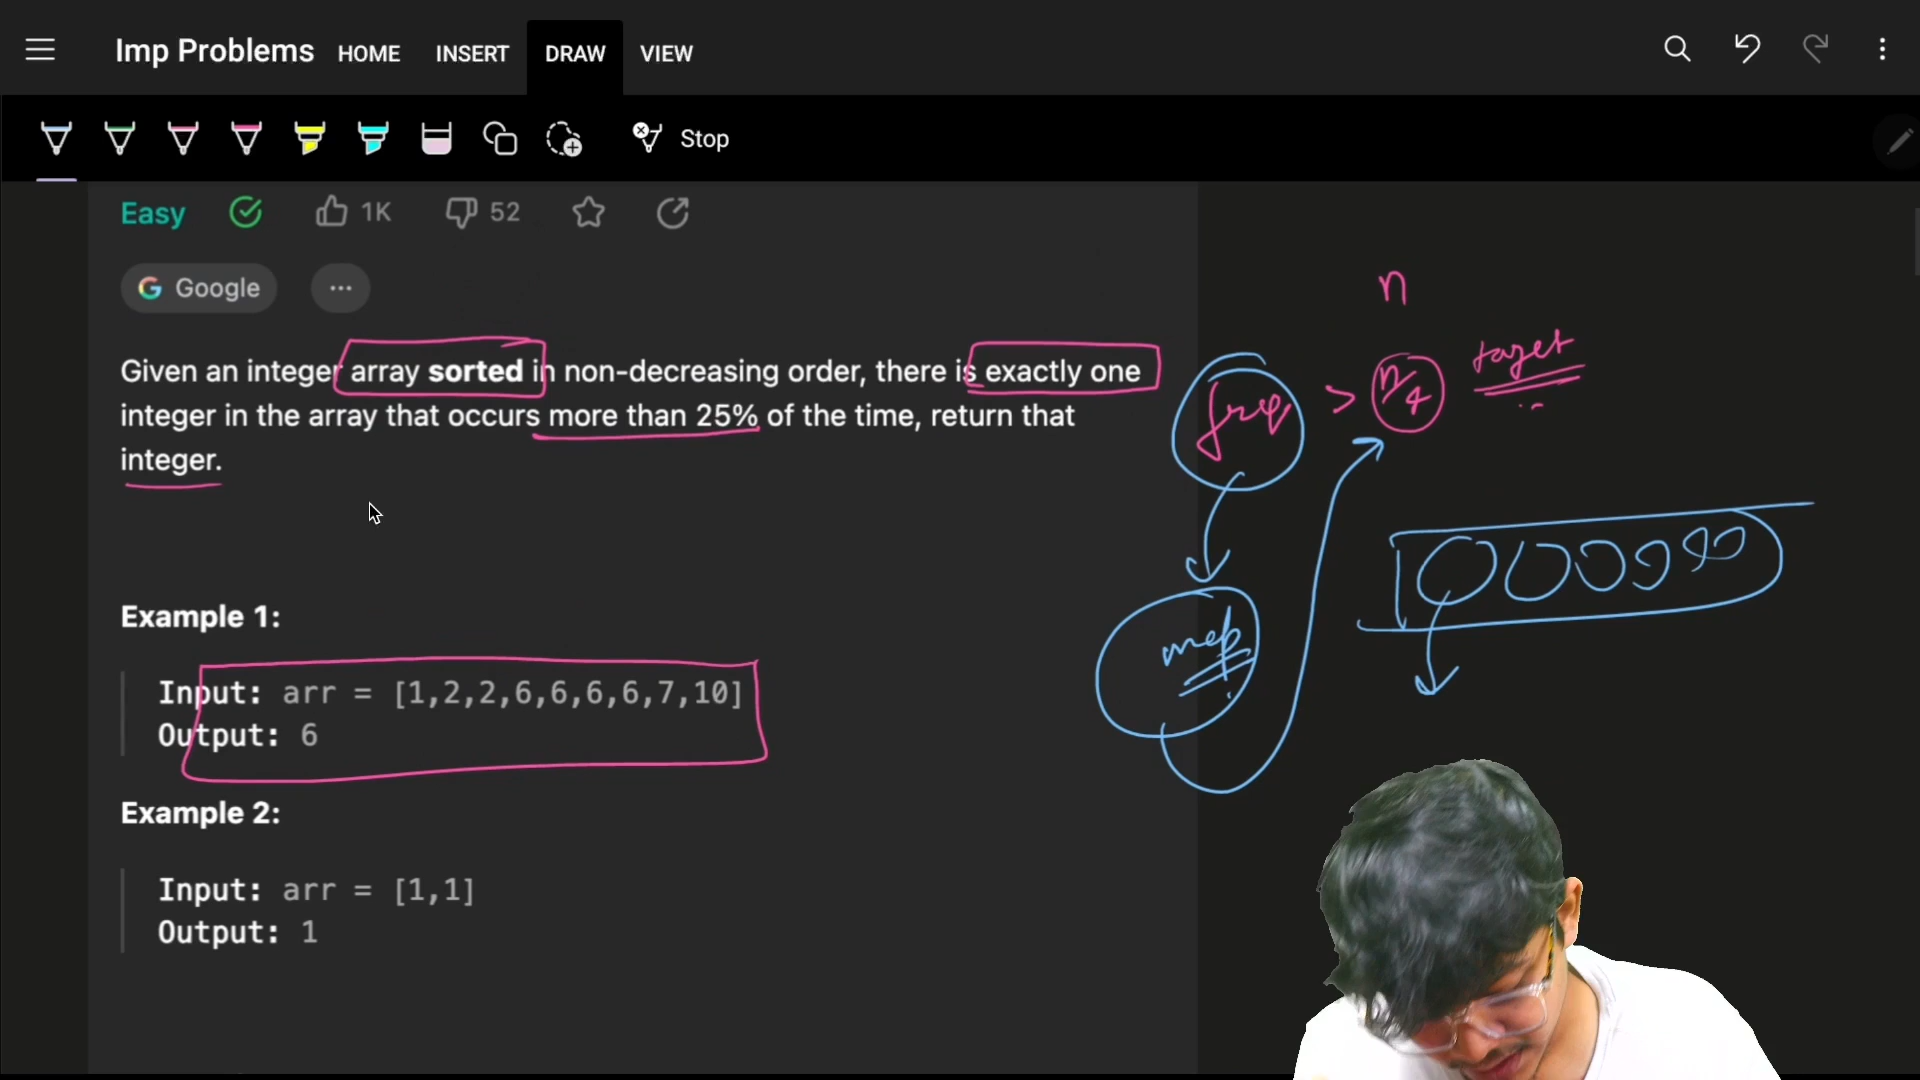 Imp Problems HOME INSERT DRAW VIEW
Stop
Easy 1K 52
Google ...
n
Given an integer array sorted in non-decreasing order, there is exactly one
integer in the array that occurs more than 25% of the time, return that
integer.
freq > n/4 target
map
Example 1:
Input: arr = [1,2,2,6,6,6,6,7,10]
Output: 6
Example 2:
Input: arr = [1,1]
Output: 1